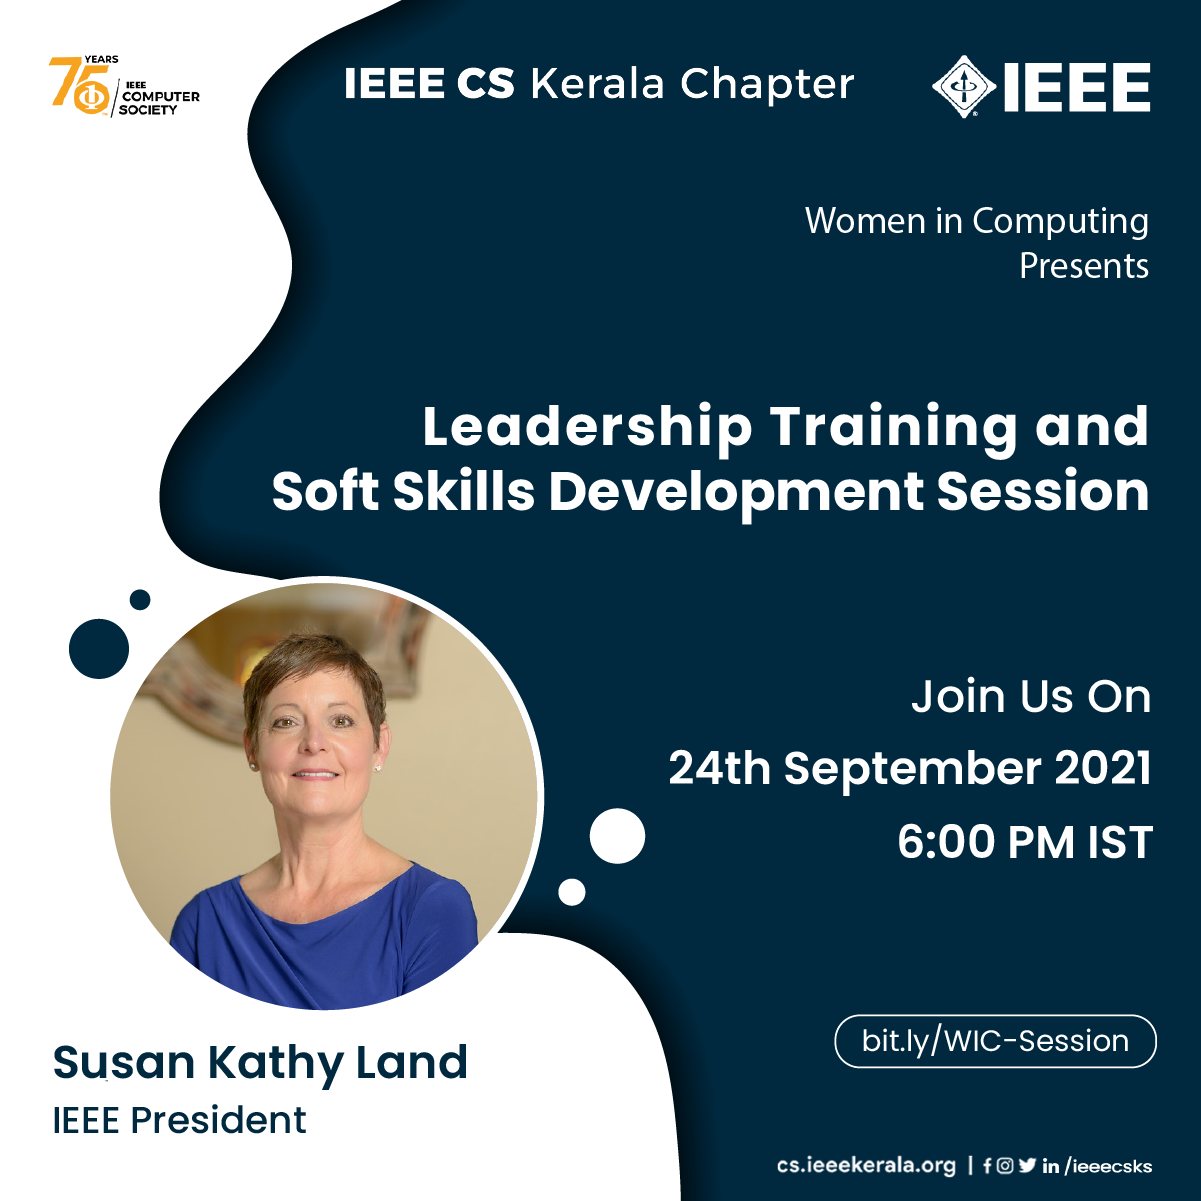 75 YEARS
IEEE
COMPUTER
SOCIETY
IEEE CS Kerala Chapter
IEEE
Women in Computing
Presents
Leadership Training and
Soft Skills Development Session
Join Us On
24th September 2021
6:00 PM IST
Susan Kathy Land
IEEE President
bit.ly/WIC-Session
cs.ieeekerala.org | /ieeecsks